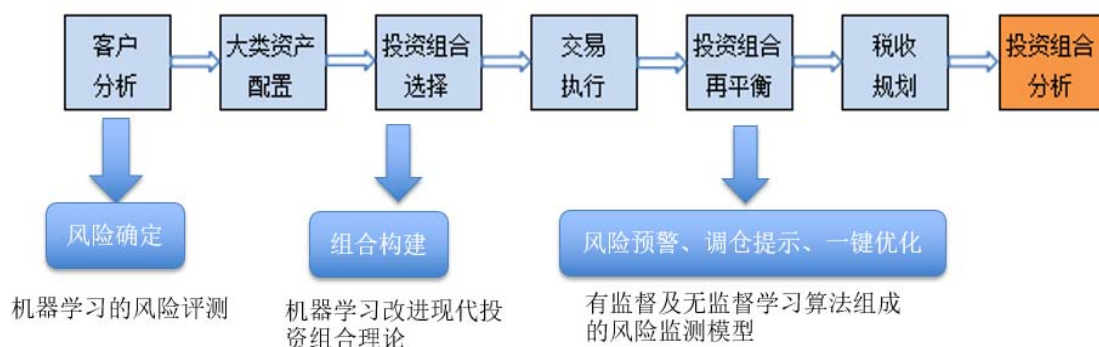 客户
分析
大类资产
配置
投资组合
选择
交易
执行
投资组合
再平衡
税收
规划
投资组合
分析
风险确定
组合构建
风险预警、调仓提示、一键优化
机器学习的风险评测
机器学习改进现代投
资组合理论
有监督及无监督学习算法组成
的风险监测模型